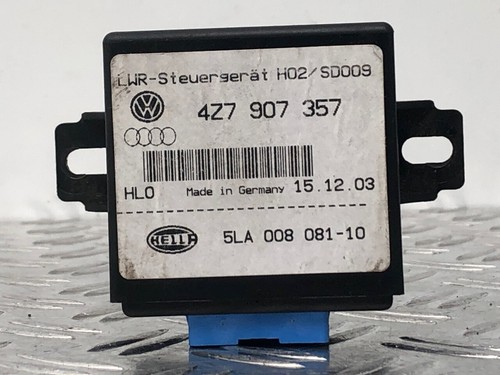 LWR-Steuergerät H02/SD009
4Z7 907 357
HLO Made in Germany 15.12.03
HELLA 5LA 008 081-10